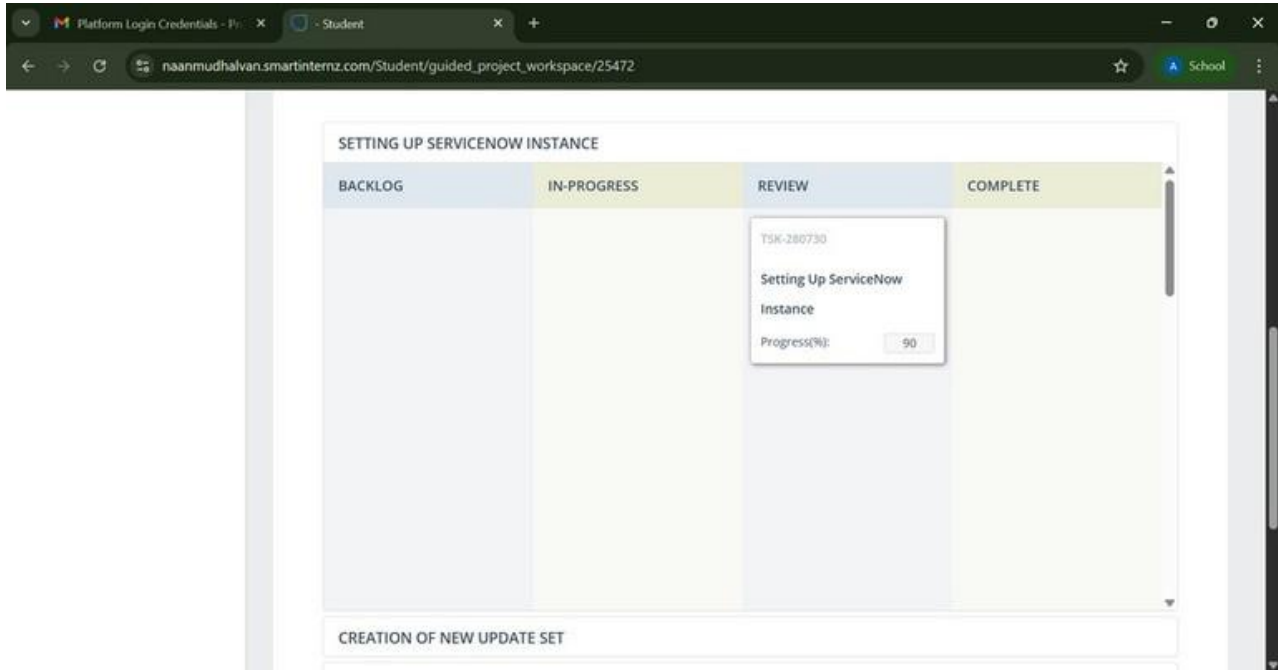 Platform Login Credentials - Pr
- Student
naanmudhalvan.smartinternz.com/Student/guided_project_workspace/25472
A School
SETTING UP SERVICENOW INSTANCE
BACKLOG IN-PROGRESS REVIEW COMPLETE
TSK-280730
Setting Up ServiceNow
Instance
Progress(%): 90
CREATION OF NEW UPDATE SET